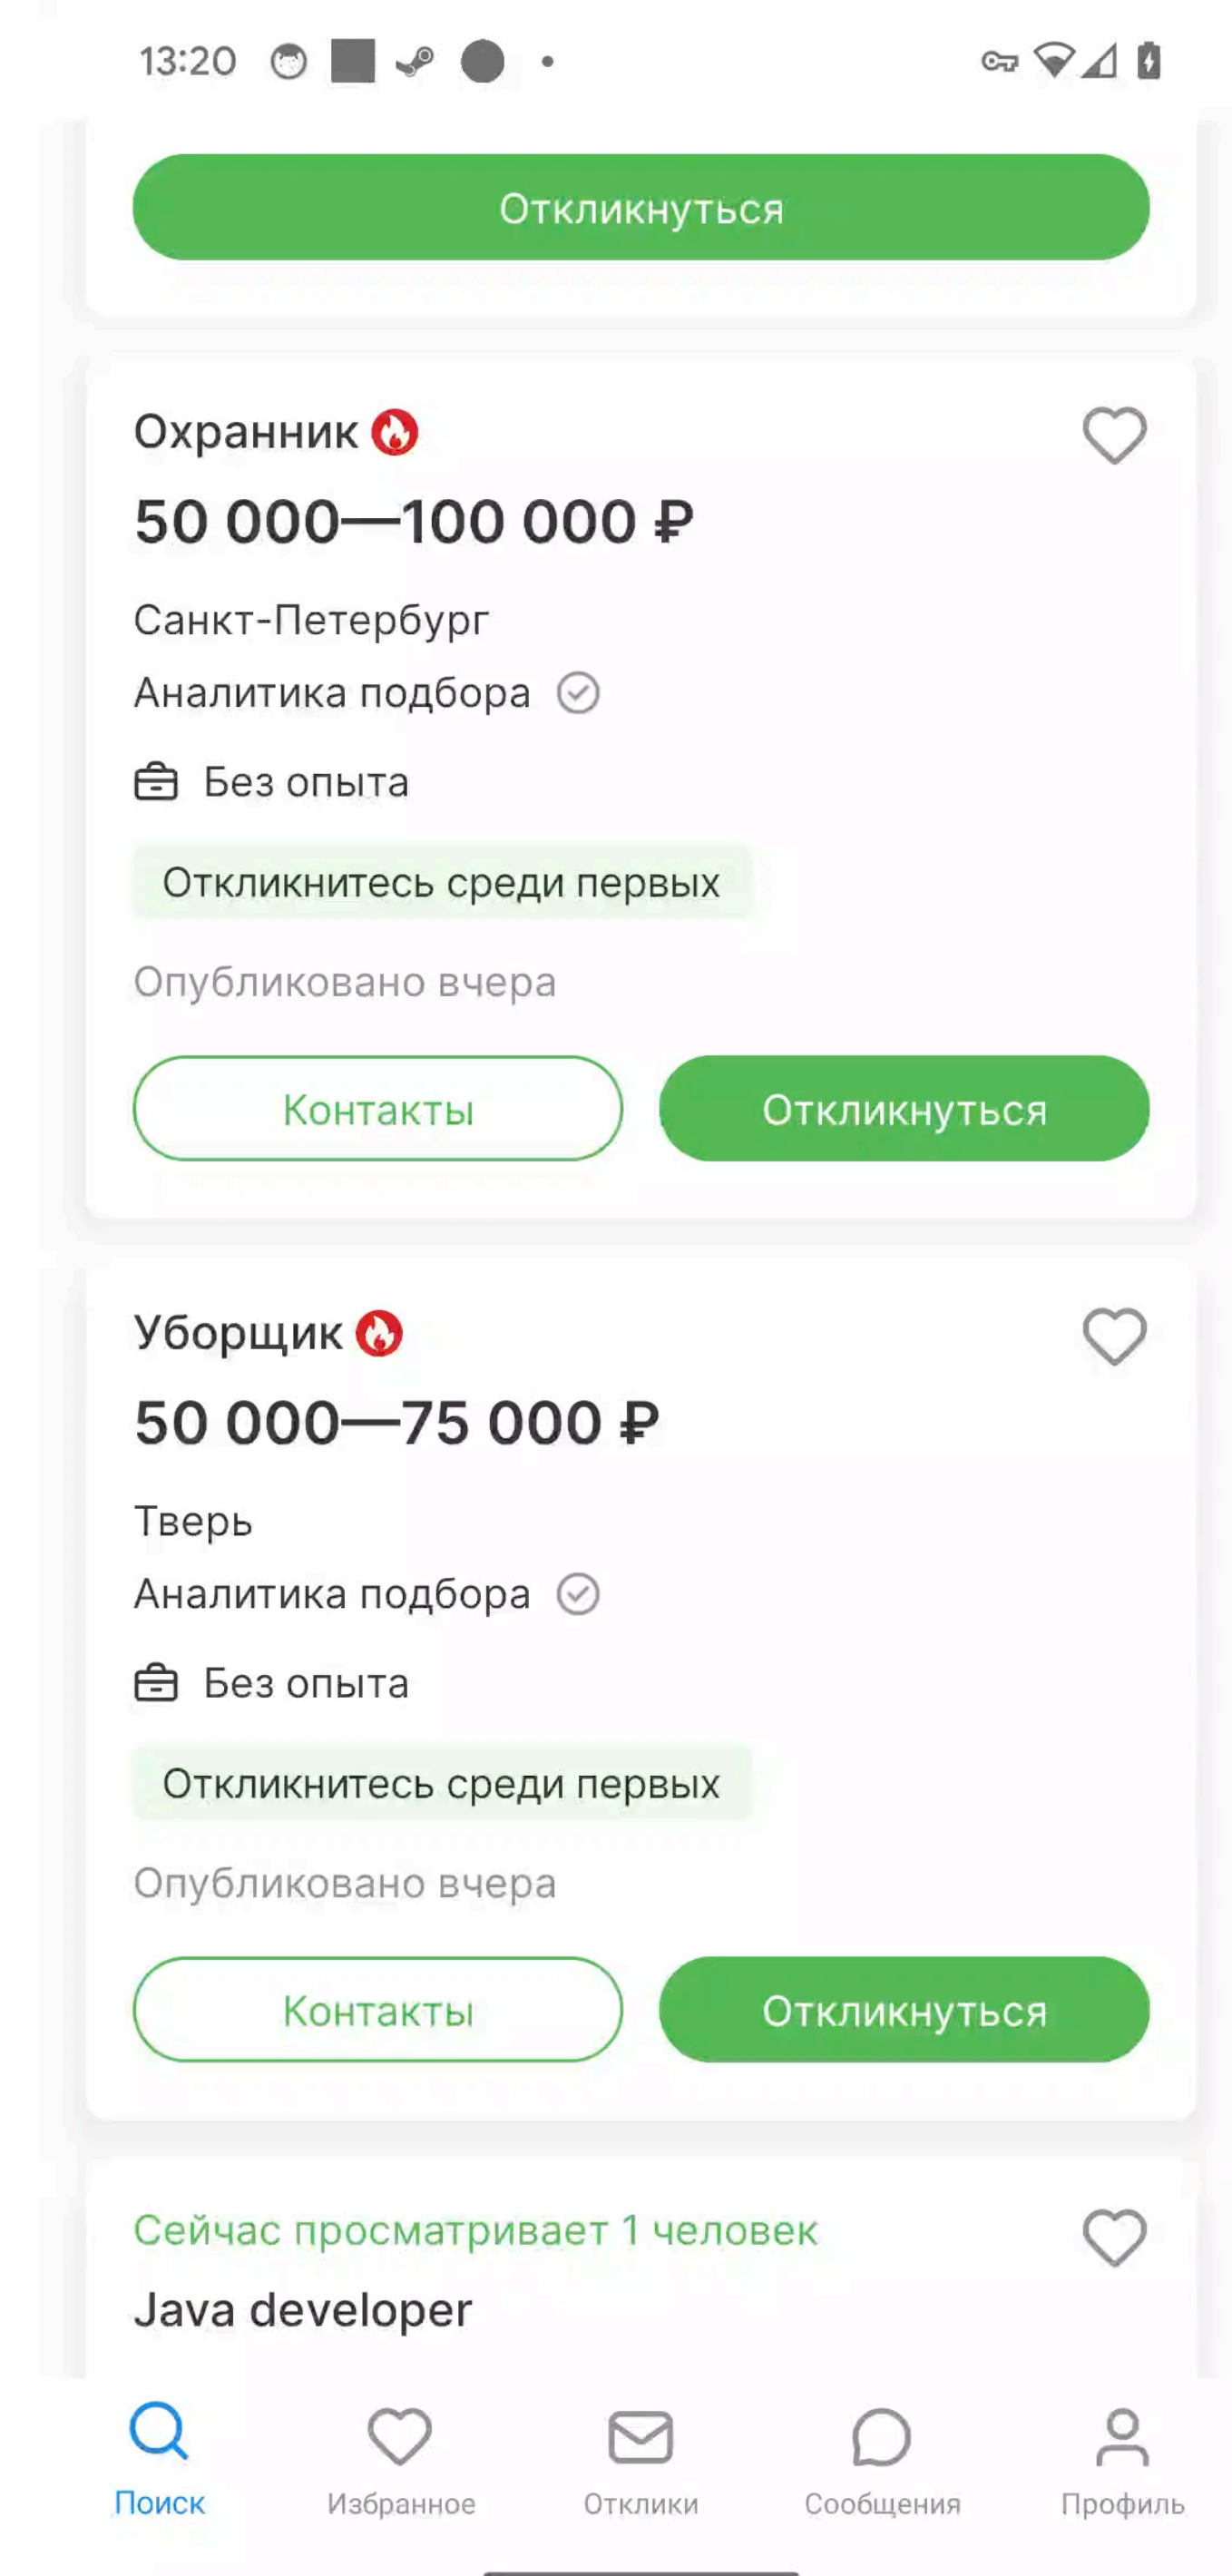 13:20
Откликнуться
Охранник
50 000—100 000 ₽
Санкт-Петербург
Аналитика подбора
Без опыта
Откликнитесь среди первых
Опубликовано вчера
Контакты
Откликнуться
Уборщик
50 000—75 000 ₽
Тверь
Аналитика подбора
Без опыта
Откликнитесь среди первых
Опубликовано вчера
Контакты
Откликнуться
Сейчас просматривает 1 человек
Java developer
Поиск
Избранное
Отклики
Сообщения
Профиль